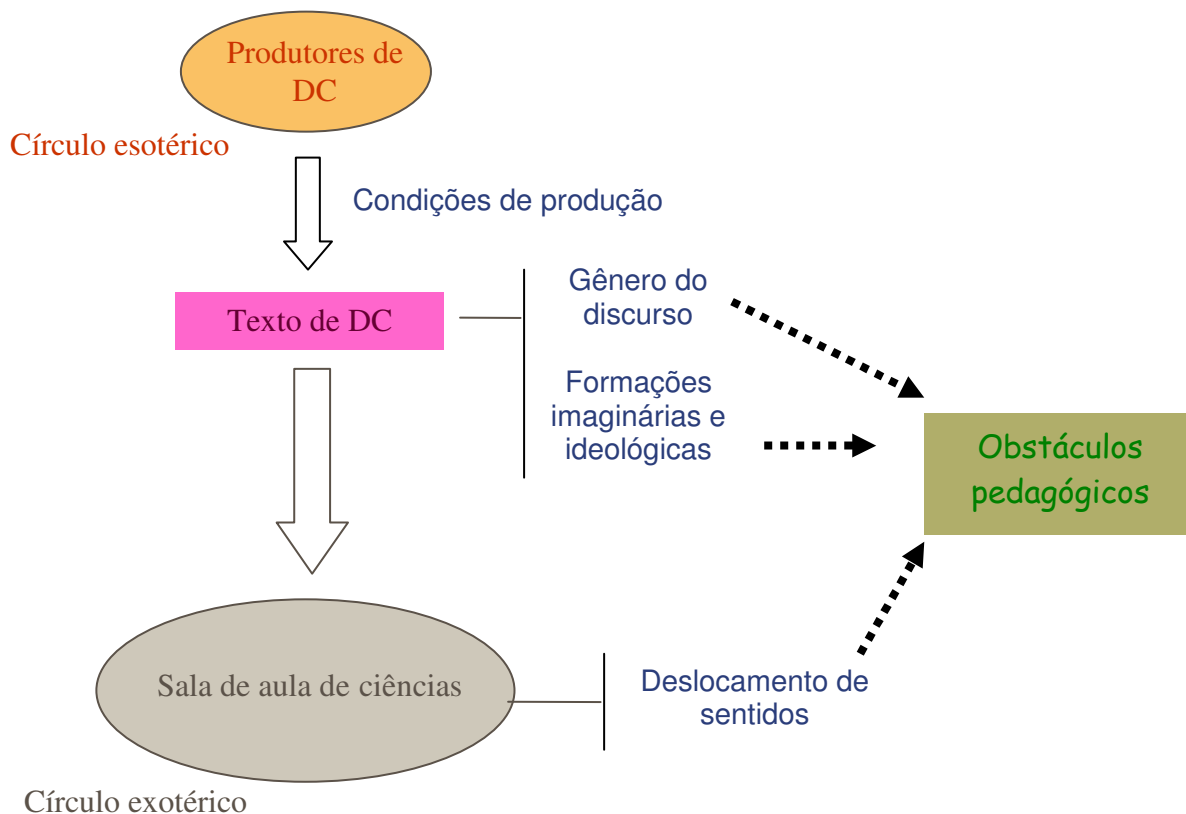 Produtores de
DC
Círculo esotérico
Condições de produção
Gênero do
discurso
Texto de DC
Formações
imaginárias e
ideológicas
Obstáculos
pedagógicos
Sala de aula de ciências
Deslocamento de
sentidos
Círculo exotérico